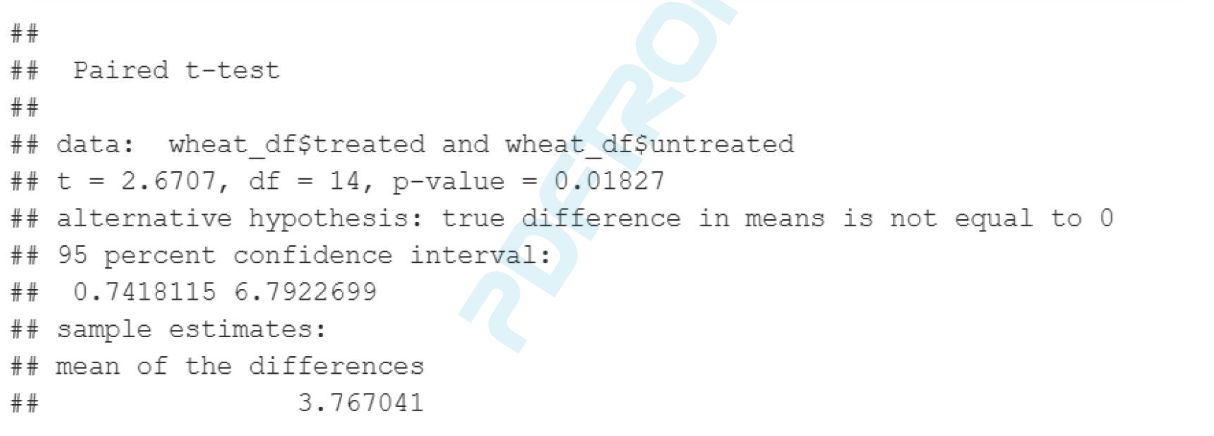 ##
##  Paired t-test
##
## data:  wheat_df$treated and wheat_df$untreated
## t = 2.6707, df = 14, p-value = 0.01827
## alternative hypothesis: true difference in means is not equal to 0
## 95 percent confidence interval:
##  0.7418115 6.7922699
## sample estimates:
## mean of the differences
##                3.767041